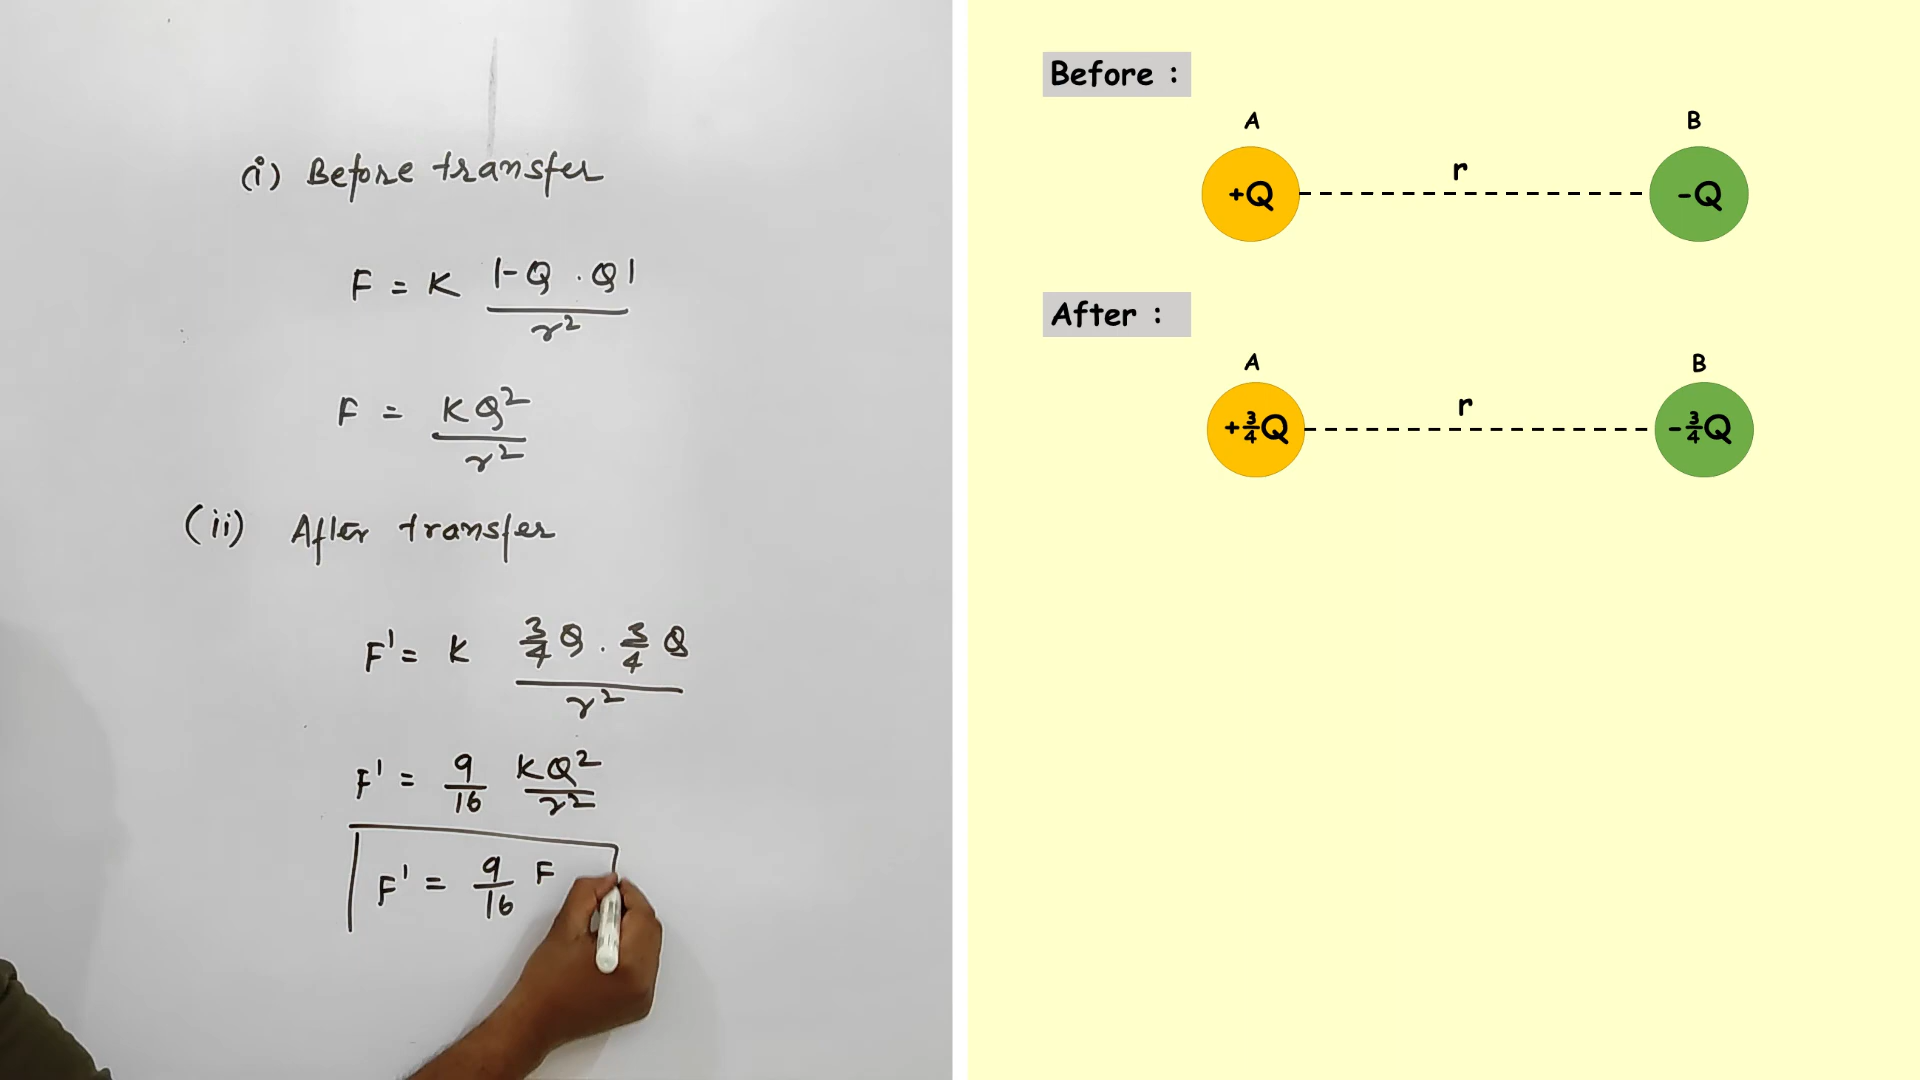 (i) Before transfer
F = K |-Q . Q| / r²
F = KQ² / r²
(ii) After transfer
F' = K 3/4 Q . 3/4 Q / r²
F' = 9/16 KQ² / r²
F' = 9/16 F
Before :
A B
+Q r -Q
After :
A B
+3/4Q r -3/4Q